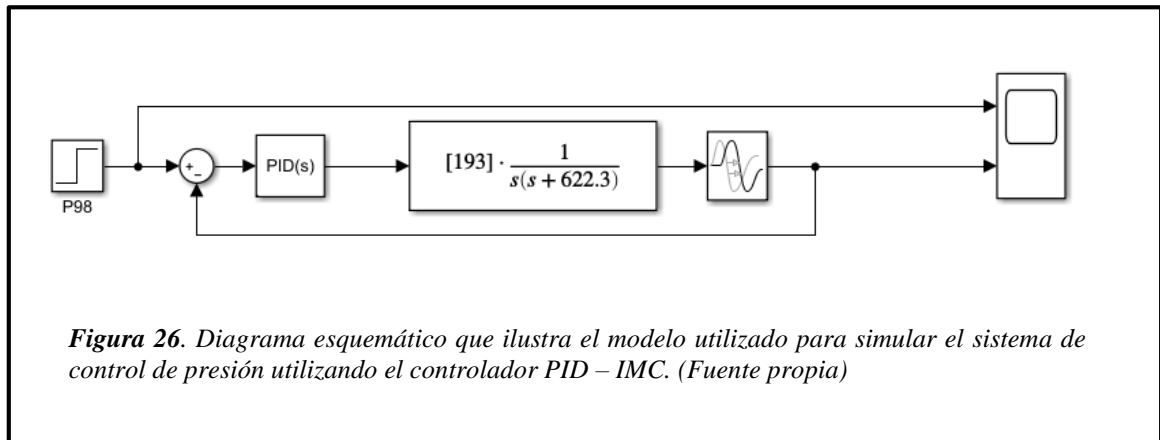 P98
+
−
PID(s)
[193] · 1 / s(s + 622.3)
Figura 26. Diagrama esquemático que ilustra el modelo utilizado para simular el sistema de
control de presión utilizando el controlador PID – IMC. (Fuente propia)